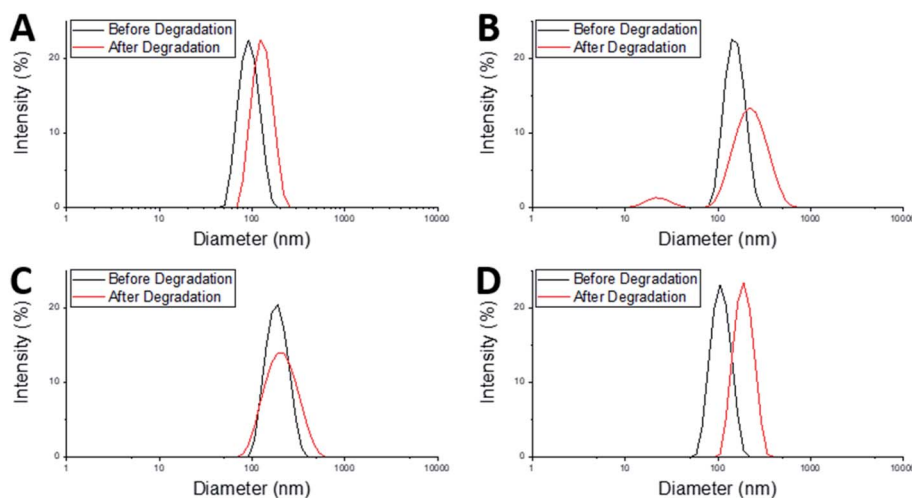 A
Before Degradation
After Degradation
Intensity (%)
20
10
0
1
10
100
1000
10000
Diameter (nm)
B
Before Degradation
After Degradation
Intensity (%)
20
10
0
1
10
100
1000
10000
Diameter (nm)
C
Before Degradation
After Degradation
Intensity (%)
20
10
0
1
10
100
1000
10000
Diameter (nm)
D
Before Degradation
After Degradation
Intensity (%)
20
10
0
1
10
100
1000
10000
Diameter (nm)